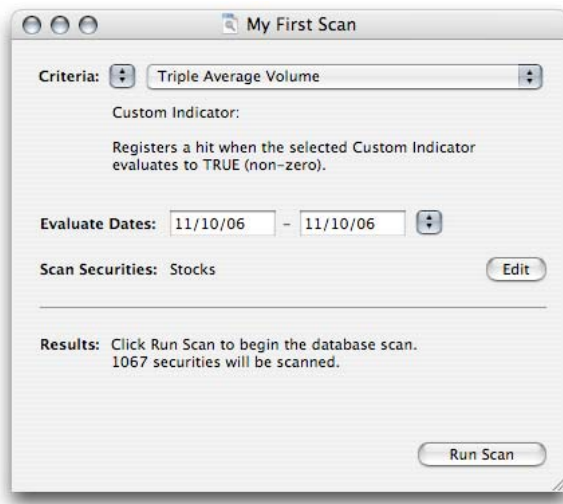 My First Scan
Criteria: Triple Average Volume
Custom Indicator:
Registers a hit when the selected Custom Indicator
evaluates to TRUE (non-zero).
Evaluate Dates: 11/10/06 – 11/10/06
Scan Securities: Stocks Edit
Results: Click Run Scan to begin the database scan.
1067 securities will be scanned.
Run Scan